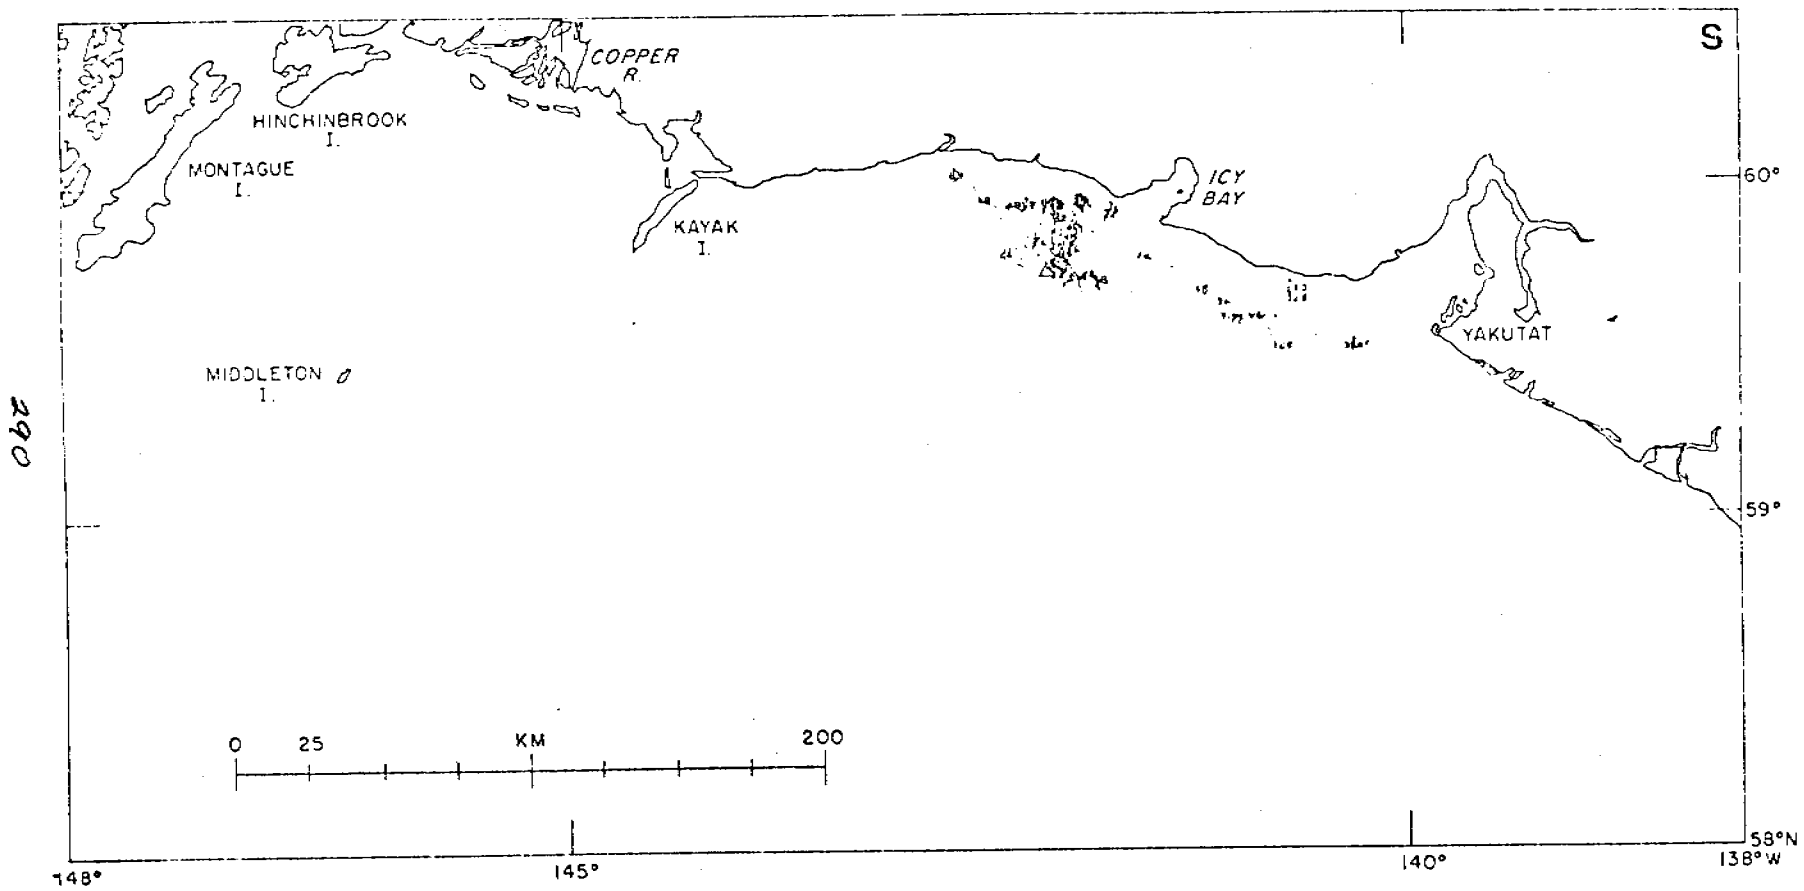 S
COPPER
R.
HINCHINBROOK
I.
MONTAGUE
I.
ICY
BAY
60°
KAYAK
I.
YAKUTAT
MIDDLETON
I.
290
59°
0 25 KM 200
58°N
148° 145° 140° 138°W